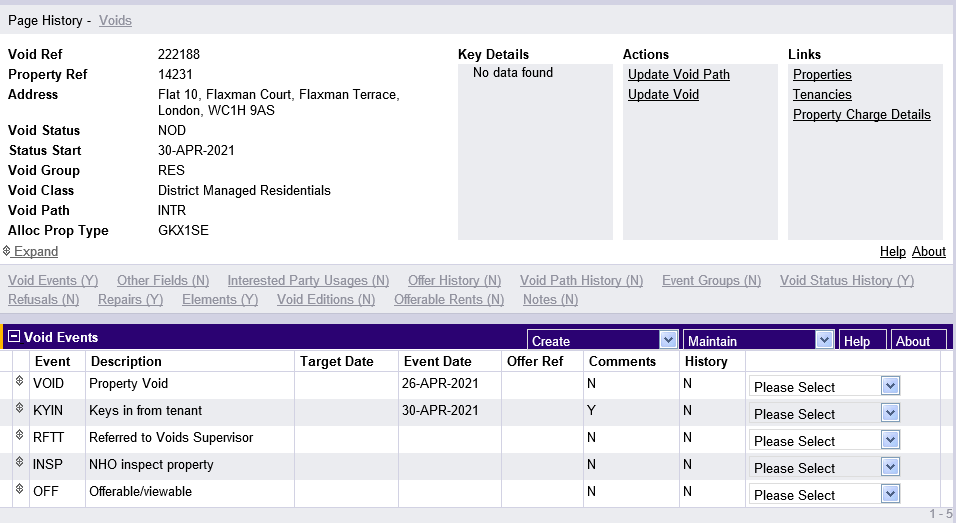 Page History - Voids
Void Ref 222188
Property Ref 14231
Address Flat 10, Flaxman Court, Flaxman Terrace,
London, WC1H 9AS
Void Status NOD
Status Start 30-APR-2021
Void Group RES
Void Class District Managed Residentials
Void Path INTR
Alloc Prop Type GKX1SE
Expand
Key Details
No data found
Actions
Update Void Path
Update Void
Links
Properties
Tenancies
Property Charge Details
Help About
Void Events (Y) Other Fields (N) Interested Party Usages (N) Offer History (N) Void Path History (N) Event Groups (N) Void Status History (Y)
Refusals (N) Repairs (Y) Elements (Y) Void Editions (N) Offerable Rents (N) Notes (N)
Void Events Create Maintain Help About
Event Description Target Date Event Date Offer Ref Comments History
VOID Property Void 26-APR-2021 N N Please Select
KYIN Keys in from tenant 30-APR-2021 Y N Please Select
RFTT Referred to Voids Supervisor N N Please Select
INSP NHO inspect property N N Please Select
OFF Offerable/viewable N N Please Select
1 - 5